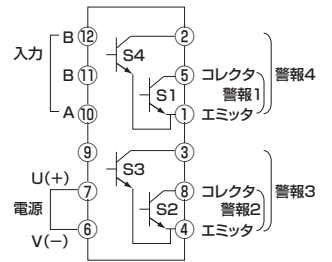 入力
B ⑫
B ⑪
A ⑩
⑨
U(+) ⑦
電源
V(−) ⑥
S4
S1
S3
S2
②
⑤ コレクタ
警報1
① エミッタ
警報4
③
⑧ コレクタ
警報2
④ エミッタ
警報3